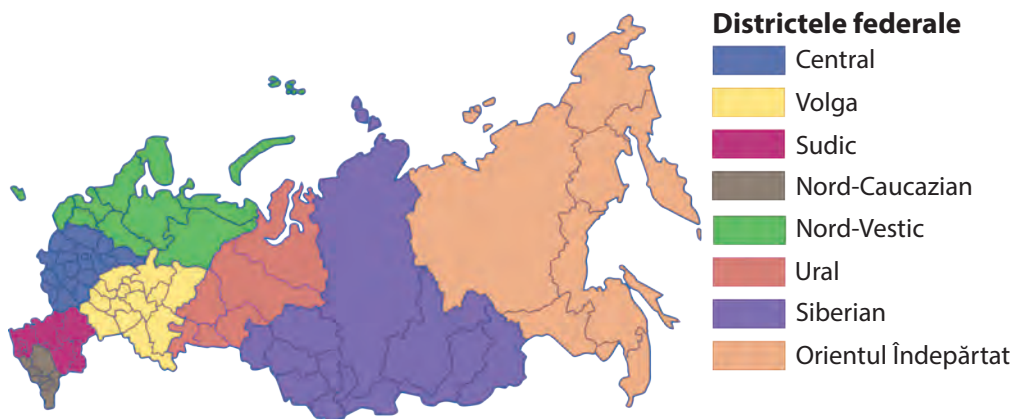 Districtele federale
Central
Volga
Sudic
Nord-Caucazian
Nord-Vestic
Ural
Siberian
Orientul Îndepărtat